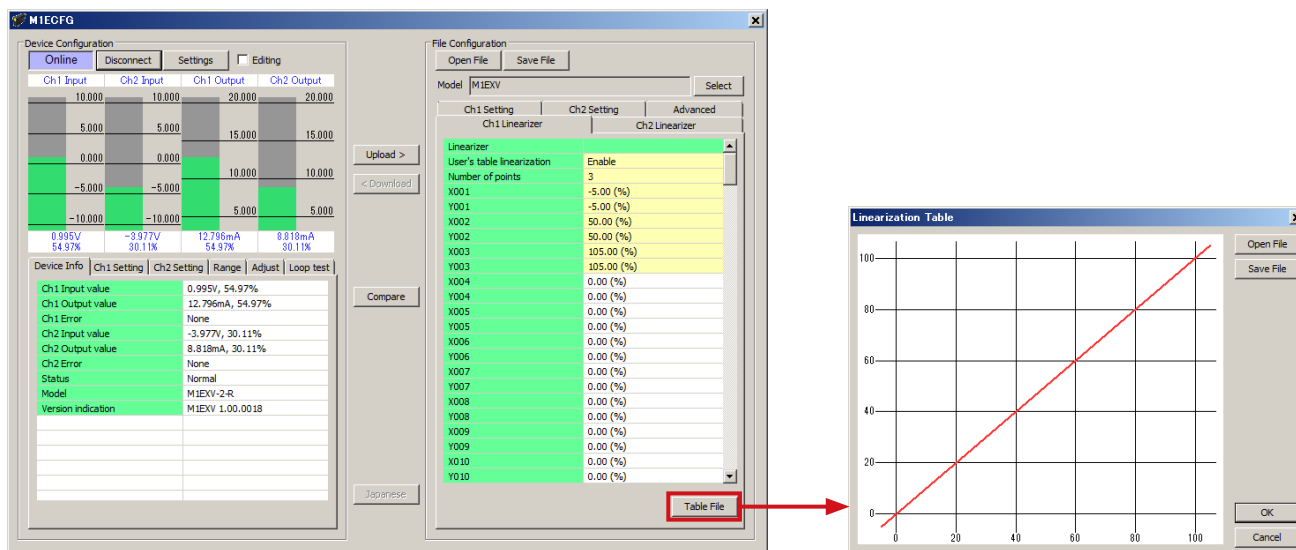 M1ECFG
Device Configuration
Online Disconnect Settings Editing
Ch1 Input Ch2 Input Ch1 Output Ch2 Output
10.000 10.000 20.000 20.000
5.000 5.000 15.000 15.000
0.000 0.000 10.000 10.000
-5.000 -5.000 5.000 5.000
-10.000 -10.000
0.995V -3.977V 12.796mA 8.818mA
54.97% 30.11% 54.97% 30.11%
Device Info Ch1 Setting Ch2 Setting Range Adjust Loop test
Ch1 Input value 0.995V, 54.97%
Ch1 Output value 12.796mA, 54.97%
Ch1 Error None
Ch2 Input value -3.977V, 30.11%
Ch2 Output value 8.818mA, 30.11%
Ch2 Error None
Status Normal
Model M1EXV-2-R
Version indication M1EXV 1.00.0018
Upload >
< Download
Compare
Japanese
File Configuration
Open File Save File
Model M1EXV Select
Ch1 Setting Ch2 Setting Advanced
Ch1 Linearizer Ch2 Linearizer
Linearizer
User's table linearization Enable
Number of points 3
X001 -5.00 (%)
Y001 -5.00 (%)
X002 50.00 (%)
Y002 50.00 (%)
X003 105.00 (%)
Y003 105.00 (%)
X004 0.00 (%)
Y004 0.00 (%)
X005 0.00 (%)
Y005 0.00 (%)
X006 0.00 (%)
Y006 0.00 (%)
X007 0.00 (%)
Y007 0.00 (%)
X008 0.00 (%)
Y008 0.00 (%)
X009 0.00 (%)
Y009 0.00 (%)
X010 0.00 (%)
Y010 0.00 (%)
Table File
Linearization Table
Open File
Save File
100
80
60
40
20
0
0 20 40 60 80 100
OK
Cancel